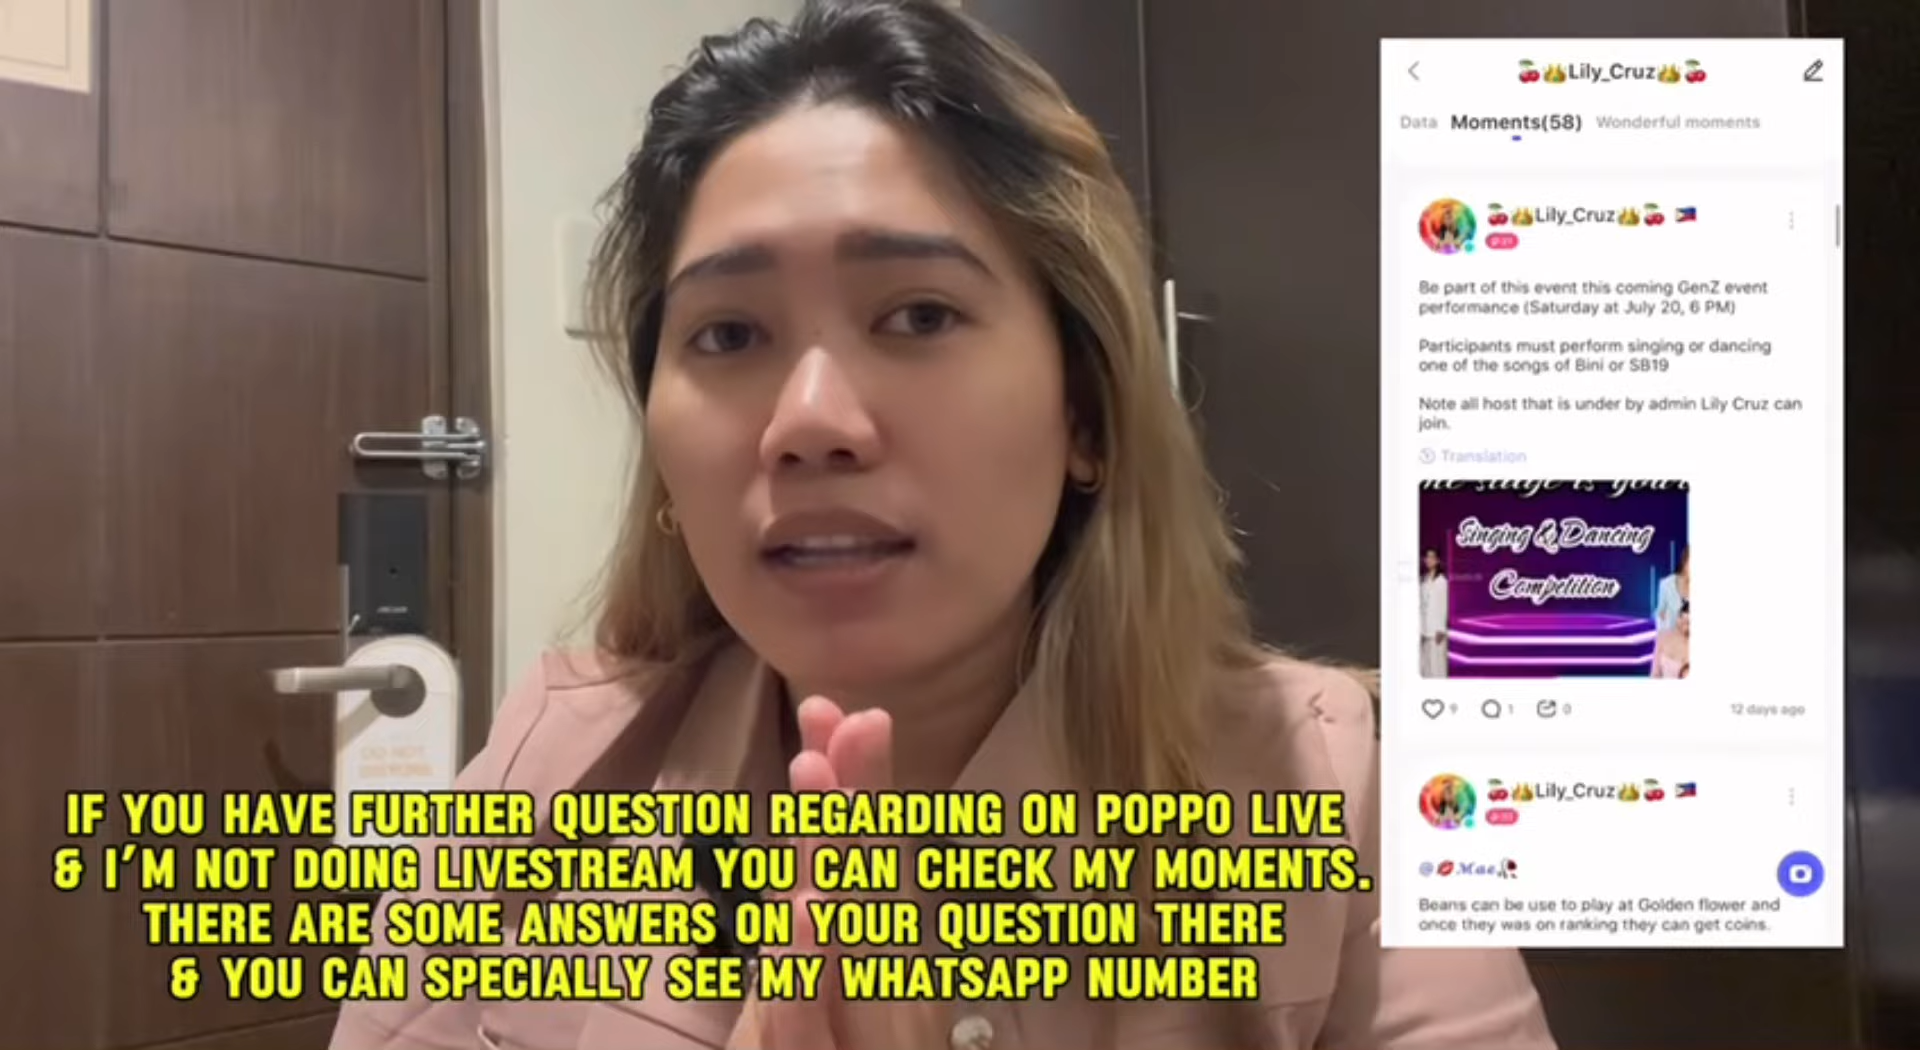 Lily_Cruz
Data Moments(58) Wonderful moments
Lily_Cruz
Be part of this event this coming GenZ event
performance (Saturday at July 20, 6 PM)
Participants must perform singing or dancing
one of the songs of Bini or SB19
Note all host that is under by admin Lily Cruz can
join.
Translation
Singing & Dancing
Competition
9 1 0 12 days ago
Lily_Cruz
@💋Mae🥀
Beans can be use to play at Golden flower and
once they was on ranking they can get coins.
IF YOU HAVE FURTHER QUESTION REGARDING ON POPPO LIVE
& I'M NOT DOING LIVESTREAM YOU CAN CHECK MY MOMENTS.
THERE ARE SOME ANSWERS ON YOUR QUESTION THERE
& YOU CAN SPECIALLY SEE MY WHATSAPP NUMBER